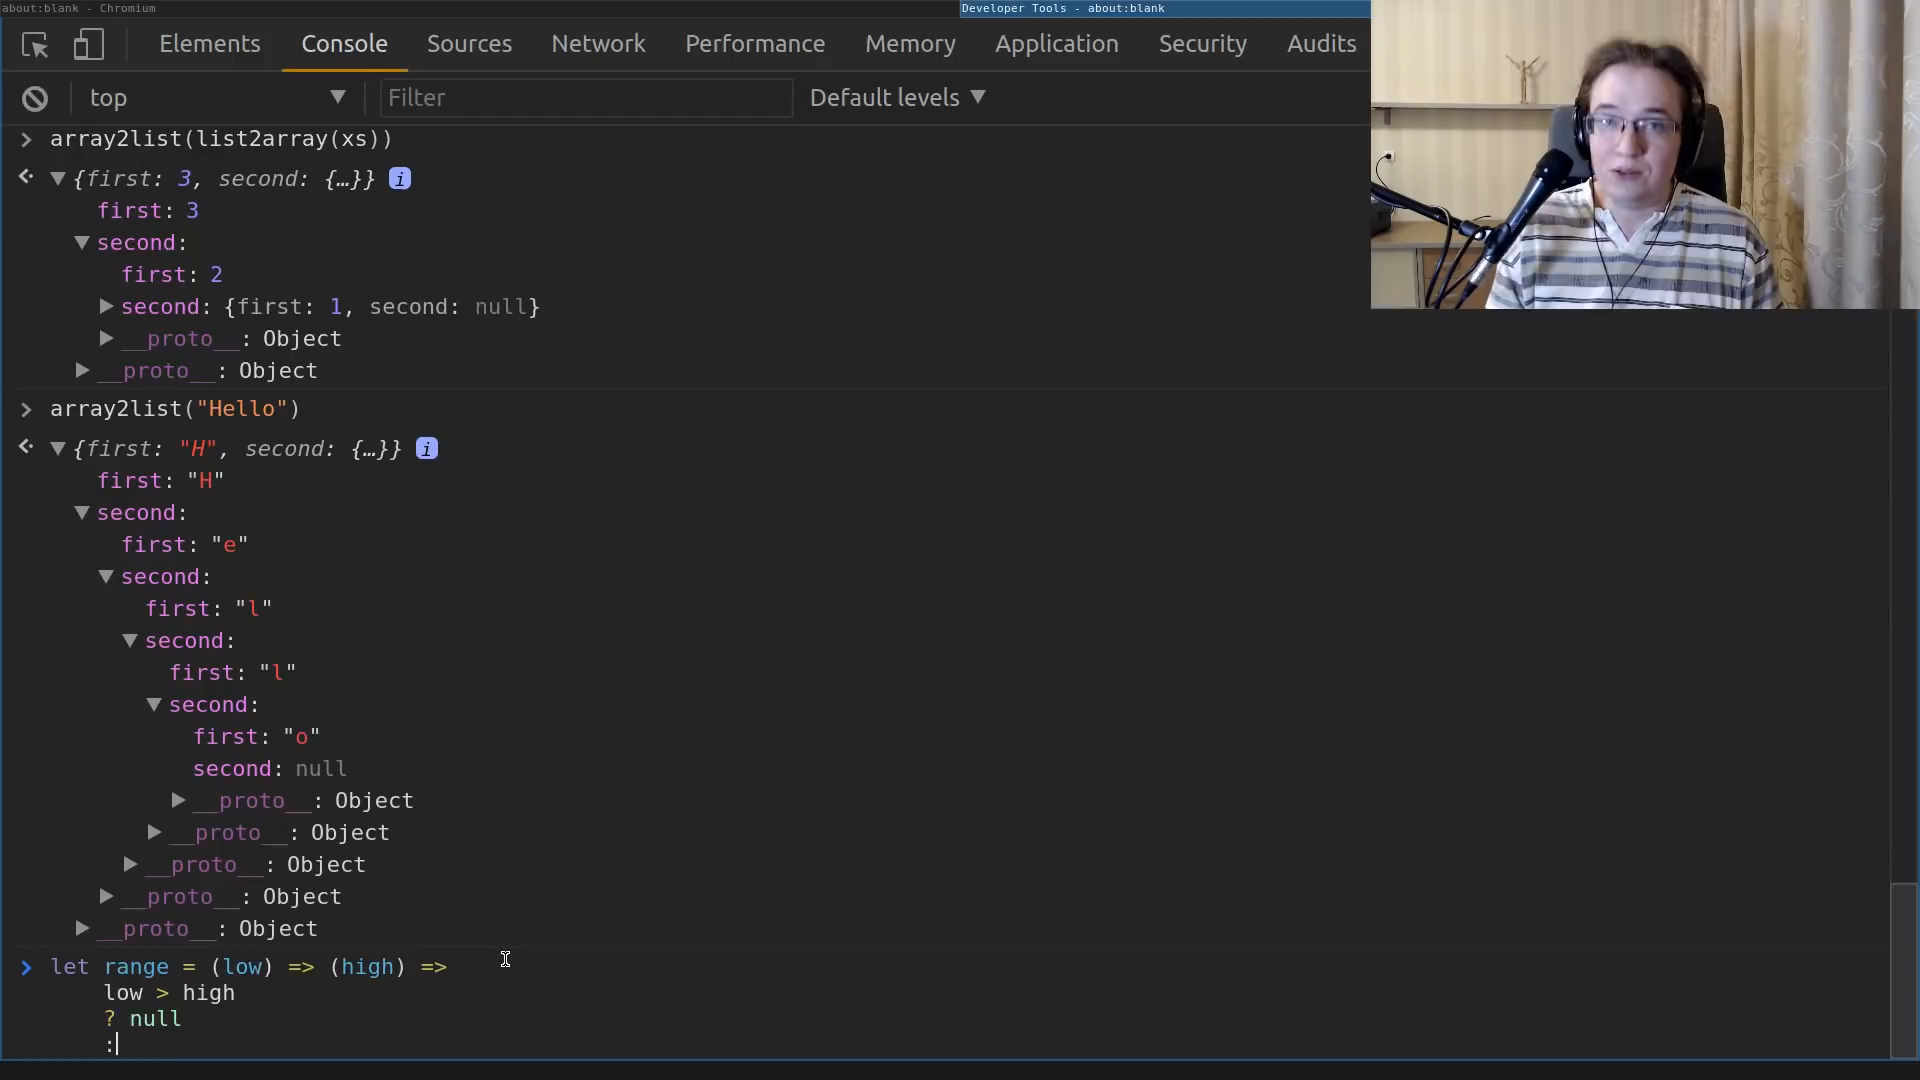 about:blank - Chromium
Developer Tools - about:blank
Elements Console Sources Network Performance Memory Application Security Audits
top Filter Default levels
> array2list(list2array(xs))
{first: 3, second: {…}} i
first: 3
second:
first: 2
second: {first: 1, second: null}
__proto__: Object
__proto__: Object
> array2list("Hello")
{first: "H", second: {…}} i
first: "H"
second:
first: "e"
second:
first: "l"
second:
first: "l"
second:
first: "o"
second: null
__proto__: Object
__proto__: Object
__proto__: Object
__proto__: Object
__proto__: Object
> let range = (low) => (high) =>
low > high
? null
: